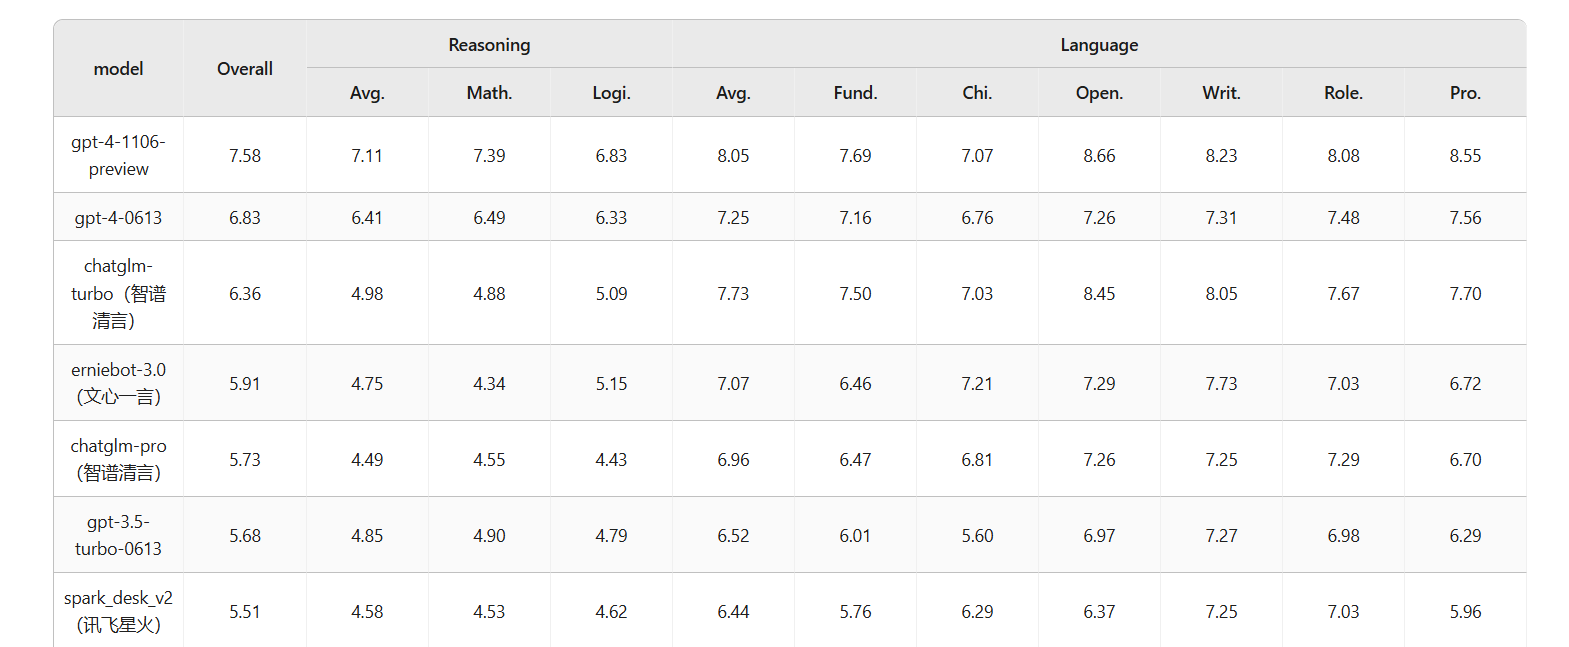 model Overall Reasoning Language
Avg. Math. Logi. Avg. Fund. Chi. Open. Writ. Role. Pro.
gpt-4-1106-
preview 7.58 7.11 7.39 6.83 8.05 7.69 7.07 8.66 8.23 8.08 8.55
gpt-4-0613 6.83 6.41 6.49 6.33 7.25 7.16 6.76 7.26 7.31 7.48 7.56
chatglm-
turbo（智谱 6.36 4.98 4.88 5.09 7.73 7.50 7.03 8.45 8.05 7.67 7.70
清言）
erniebot-3.0 5.91 4.75 4.34 5.15 7.07 6.46 7.21 7.29 7.73 7.03 6.72
（文心一言）
chatglm-pro 5.73 4.49 4.55 4.43 6.96 6.47 6.81 7.26 7.25 7.29 6.70
（智谱清言）
gpt-3.5-
turbo-0613 5.68 4.85 4.90 4.79 6.52 6.01 5.60 6.97 7.27 6.98 6.29
spark_desk_v2 5.51 4.58 4.53 4.62 6.44 5.76 6.29 6.37 7.25 7.03 5.96
（讯飞星火）